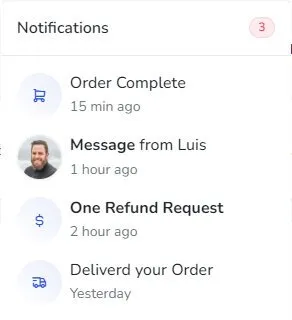 Notifications
3
Order Complete
15 min ago
Message from Luis
1 hour ago
$
One Refund Request
2 hour ago
Deliverd your Order
Yesterday